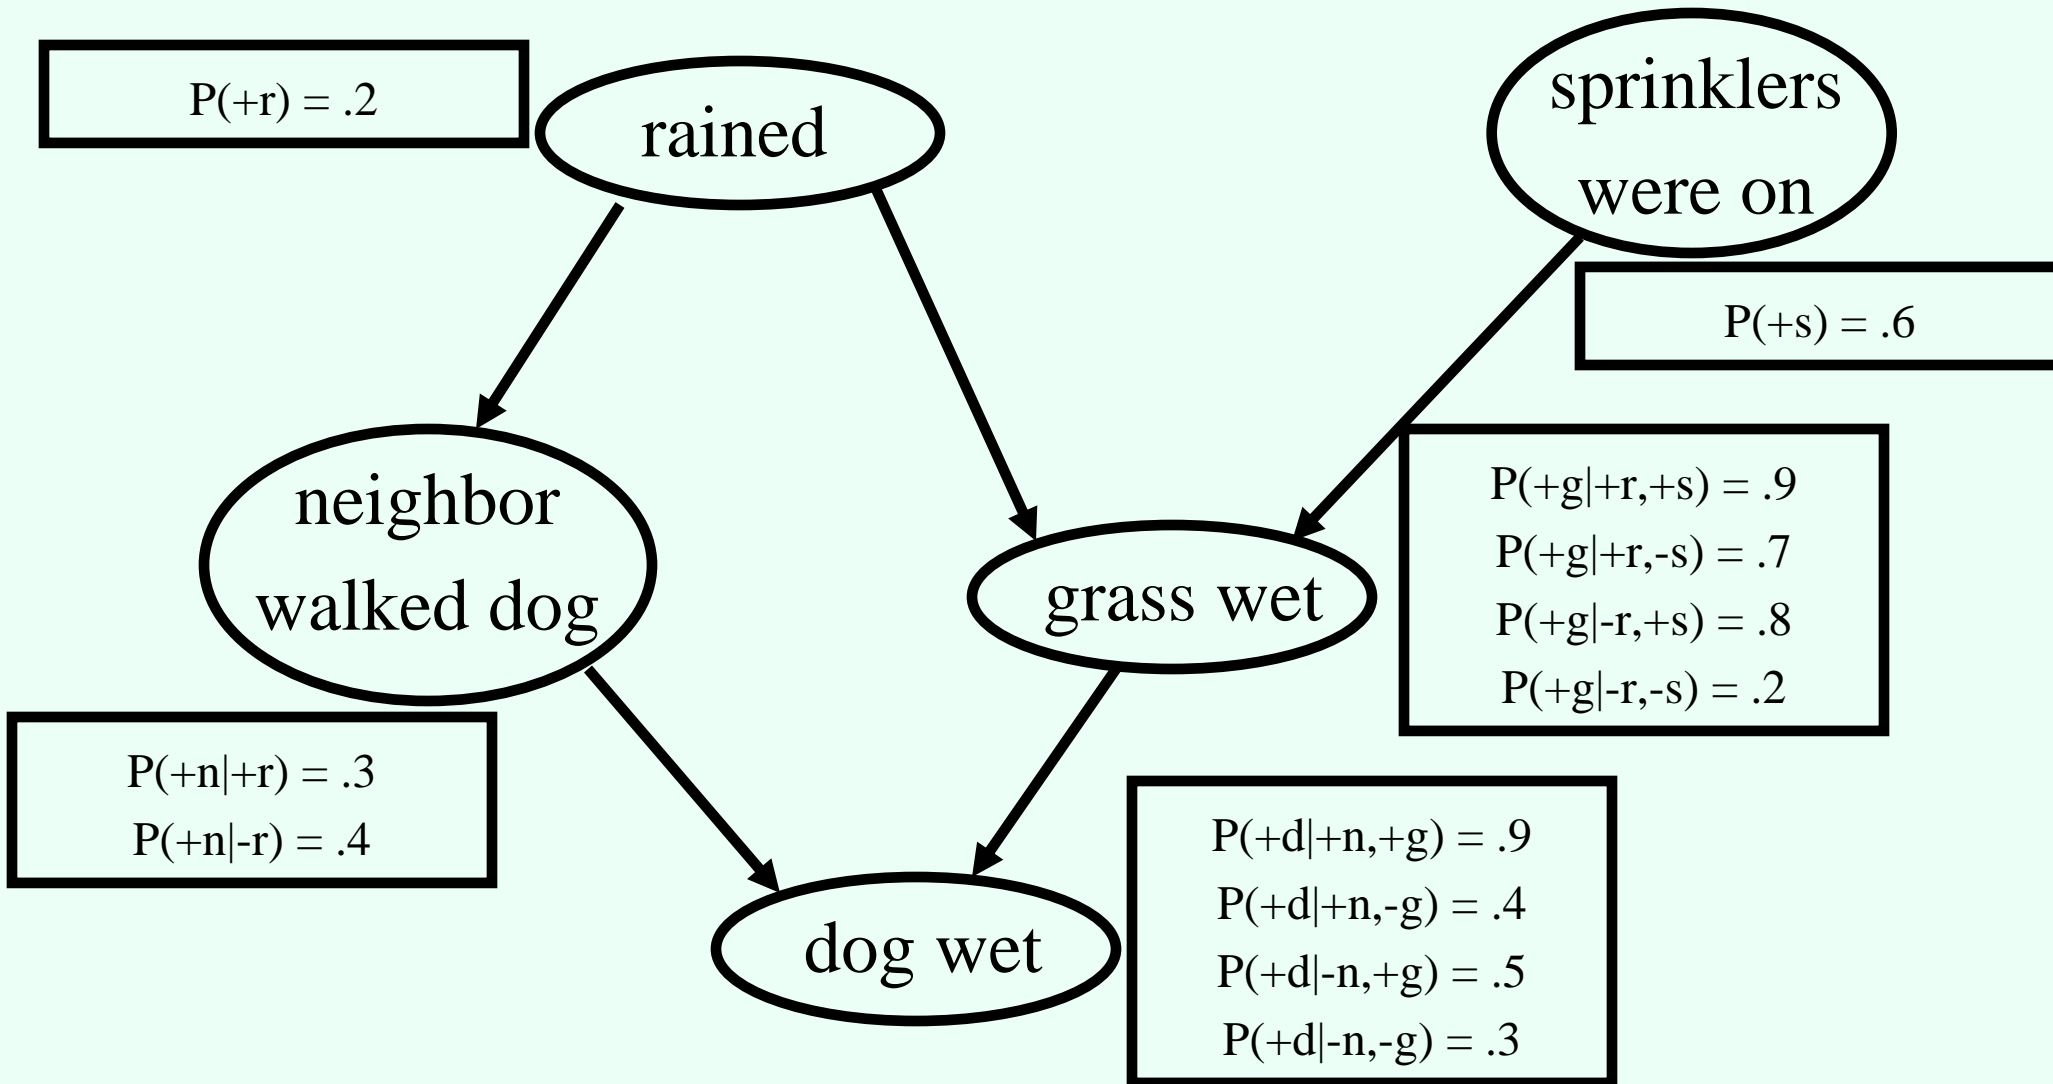 P(+r) = .2
rained
sprinklers
were on
P(+s) = .6
neighbor
walked dog
grass wet
P(+g|+r,+s) = .9
P(+g|+r,-s) = .7
P(+g|-r,+s) = .8
P(+g|-r,-s) = .2
P(+n|+r) = .3
P(+n|-r) = .4
dog wet
P(+d|+n,+g) = .9
P(+d|+n,-g) = .4
P(+d|-n,+g) = .5
P(+d|-n,-g) = .3